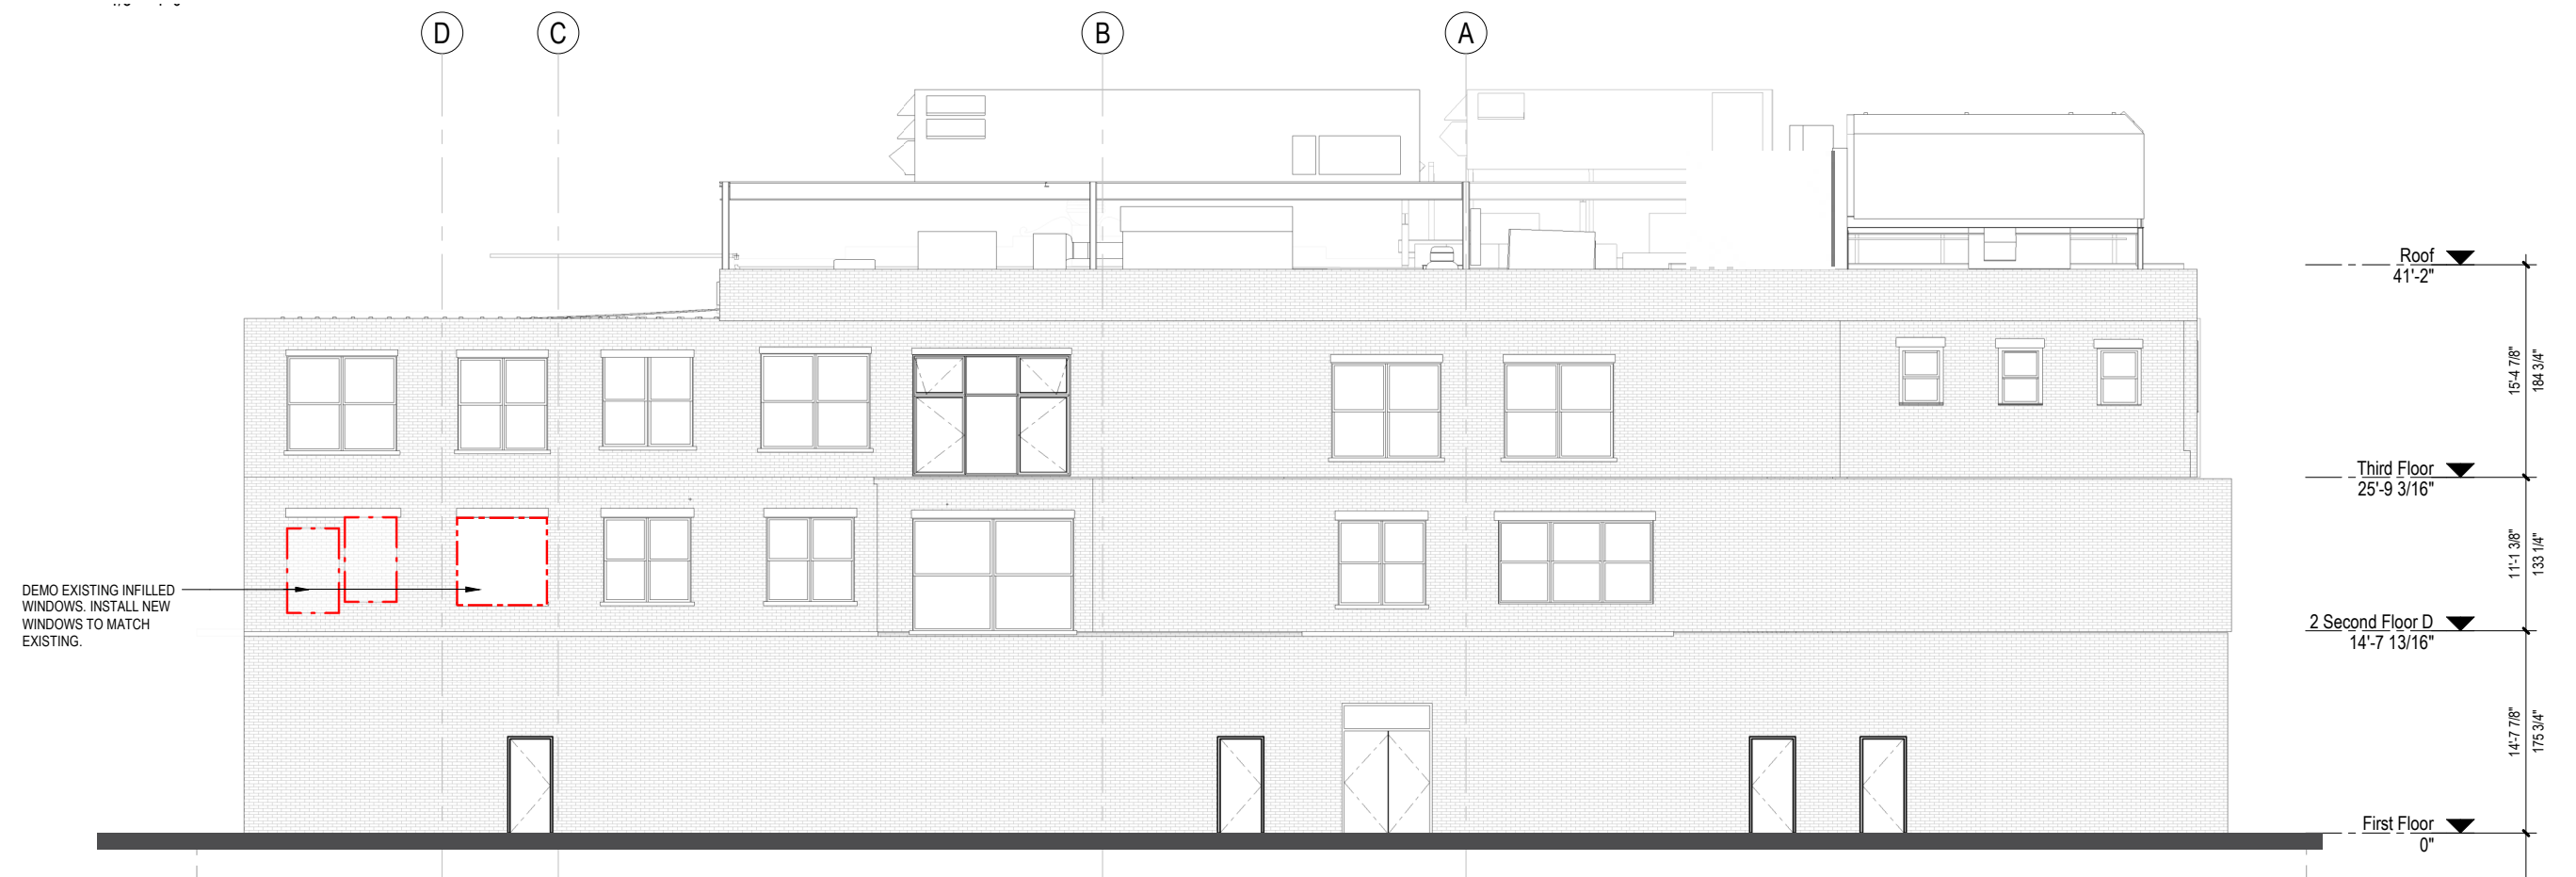 D
C
B
A
Roof
41'-2"
15'-4 7/8"
184 3/4"
Third Floor
25'-9 3/16"
11'-1 3/8"
133 1/4"
DEMO EXISTING INFILLED
WINDOWS. INSTALL NEW
WINDOWS TO MATCH
EXISTING.
2 Second Floor D
14'-7 13/16"
14'-7 7/8"
175 3/4"
First Floor
0"